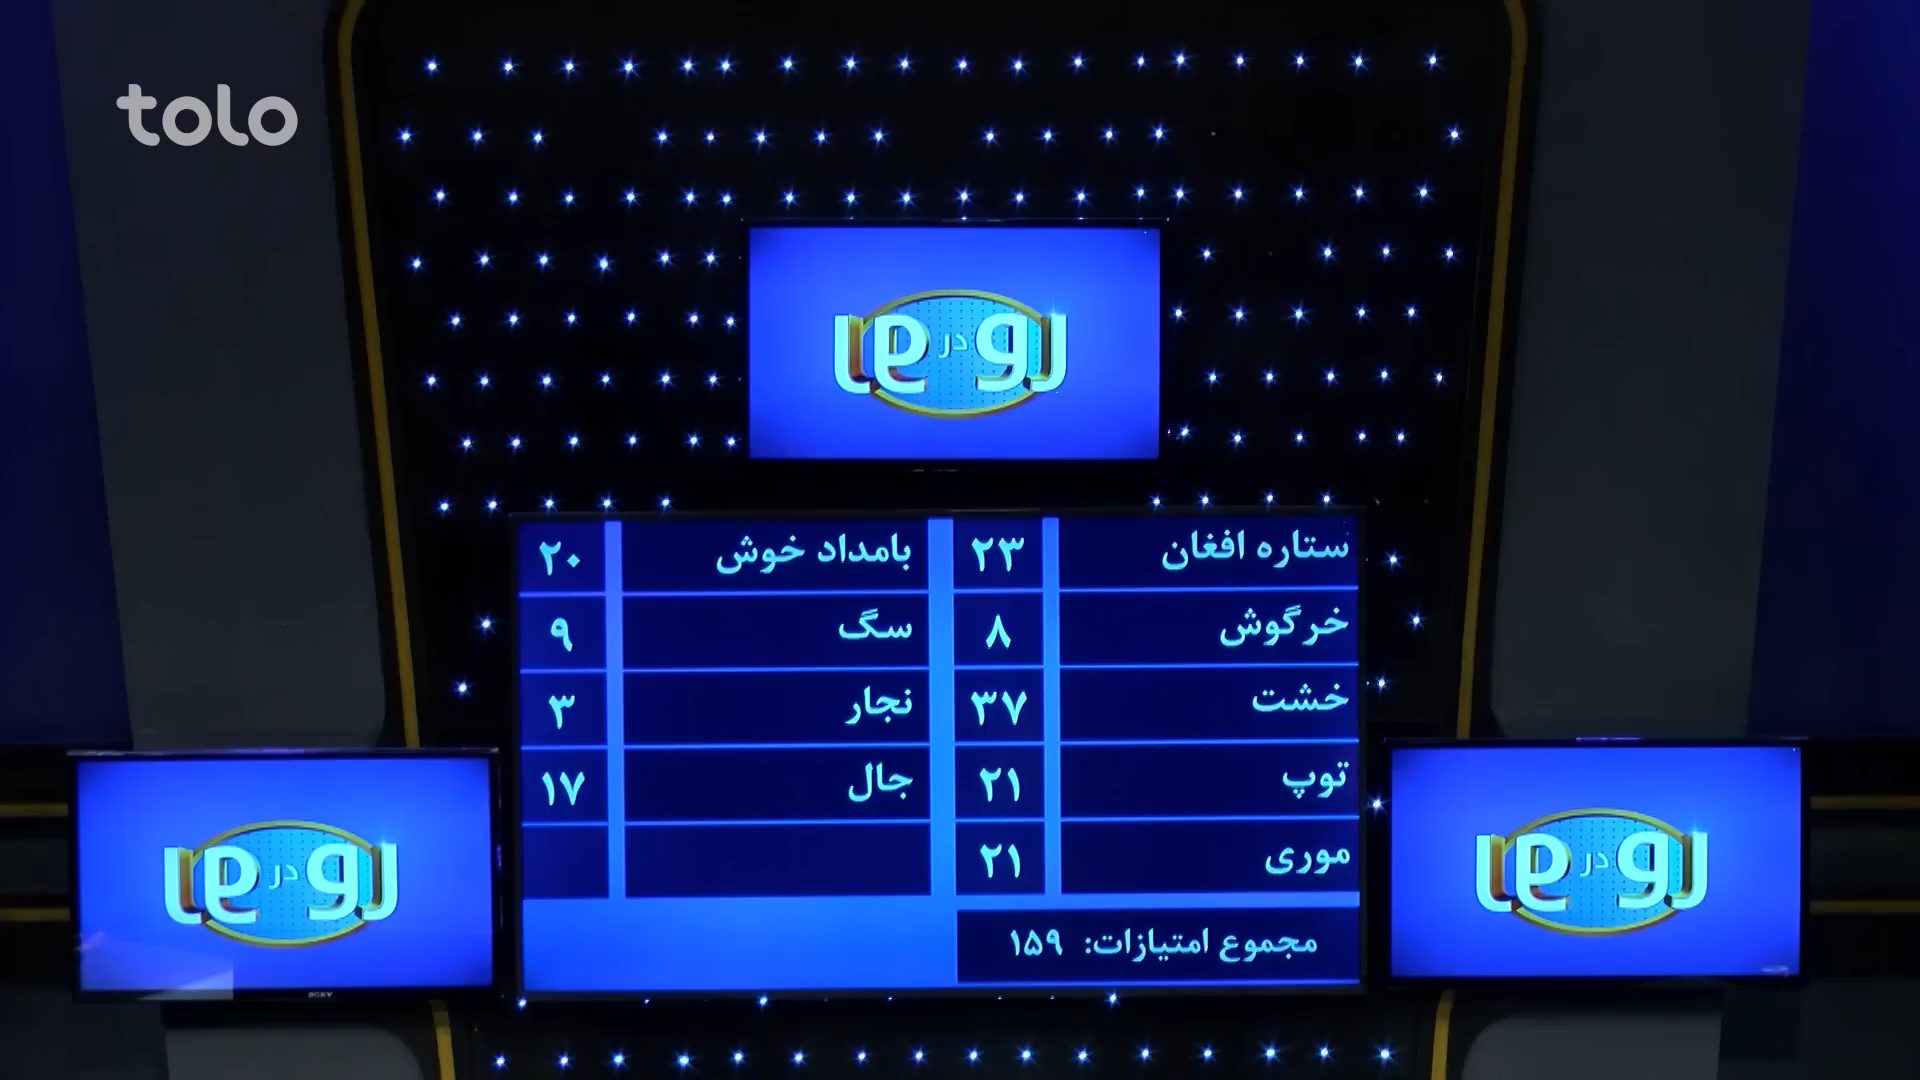 tolo
رو در رو
ستاره افغان ۲۳ بامداد خوش ۲۰
خرگوش ۸ سگ ۹
خشت ۳۷ نجار ۳
توپ ۲۱ جال ۱۷
موری ۲۱
مجموع امتیازات: ۱۵۹
رو در رو
رو در رو
SONY